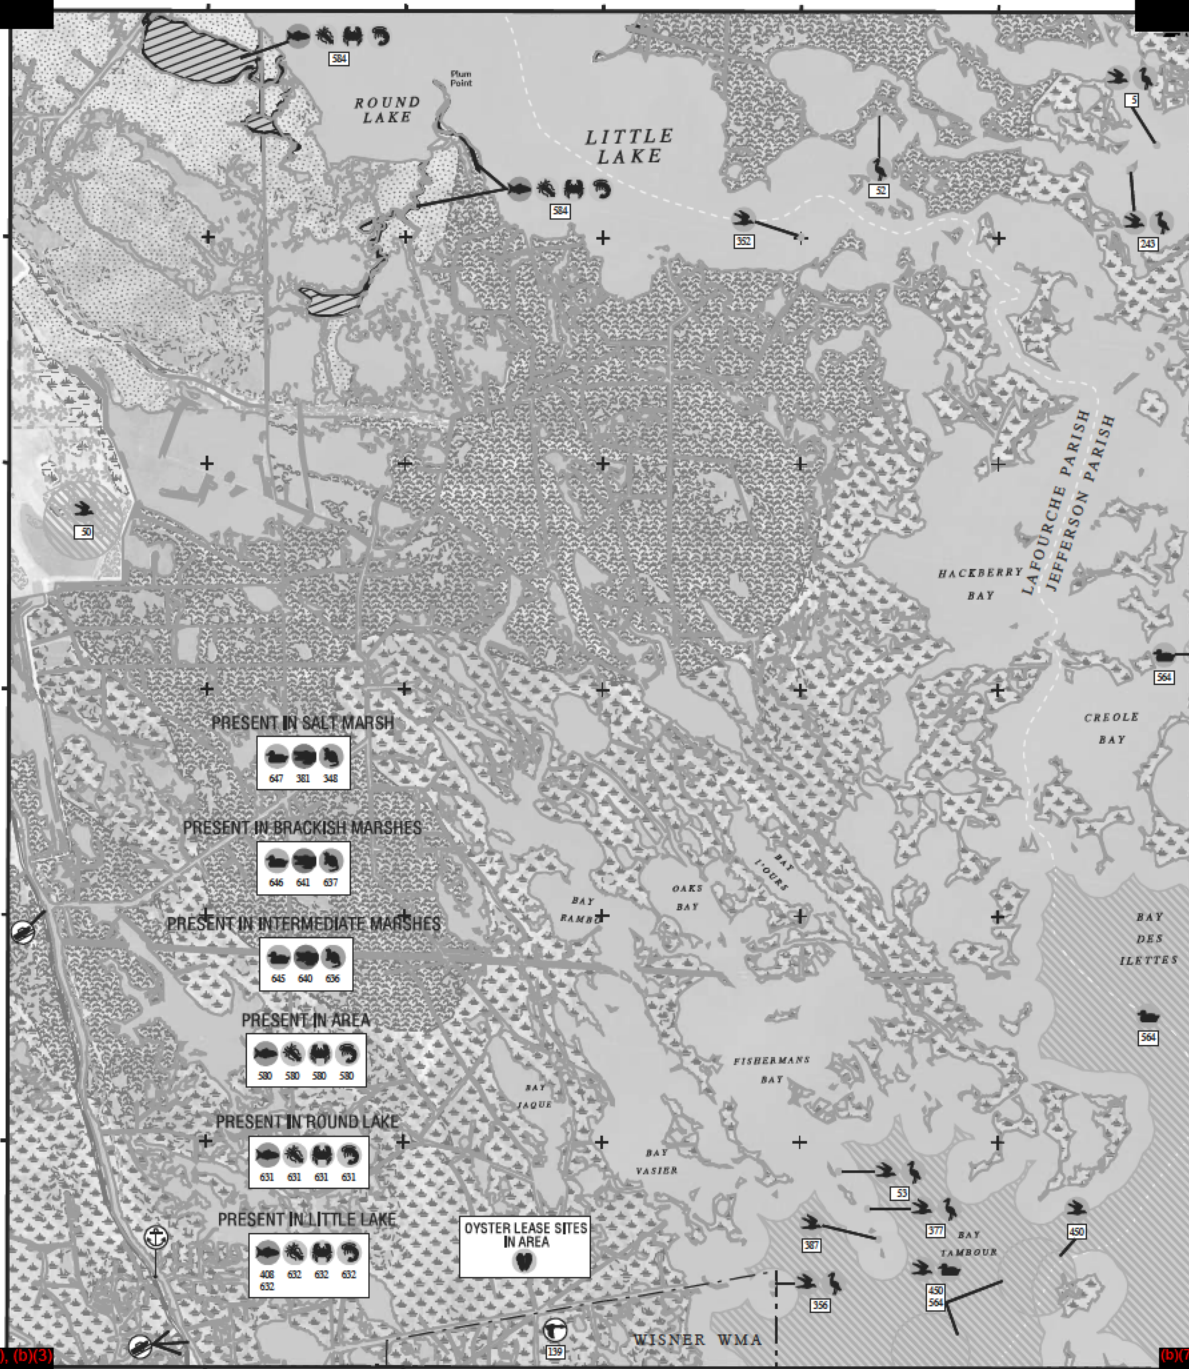 584
Plum
Point
ROUND
LAKE
LITTLE
LAKE
5
52
584
352
243
50
LAFOURCHE PARISH
JEFFERSON PARISH
HACKBERRY
BAY
564
CREOLE
BAY
PRESENT IN SALT MARSH
647 381 348
PRESENT IN BRACKISH MARSHES
646 641 637
PRESENT IN INTERMEDIATE MARSHES
645 640 636
PRESENT IN AREA
580 580 580 580
PRESENT IN ROUND LAKE
631 631 631 631
PRESENT IN LITTLE LAKE
408 632 632 632
632
OYSTER LEASE SITES
IN AREA
BAY
L'OURS
OAKS
BAY
BAY
RAMBO
BAY
DES
ILETTES
564
FISHERMANS
BAY
BAY
JAQUE
BAY
VASIER
53
377
387
BAY
TAMBOUR
450
450
564
356
WISNER WMA
139
), (b)(3)
(b)(7